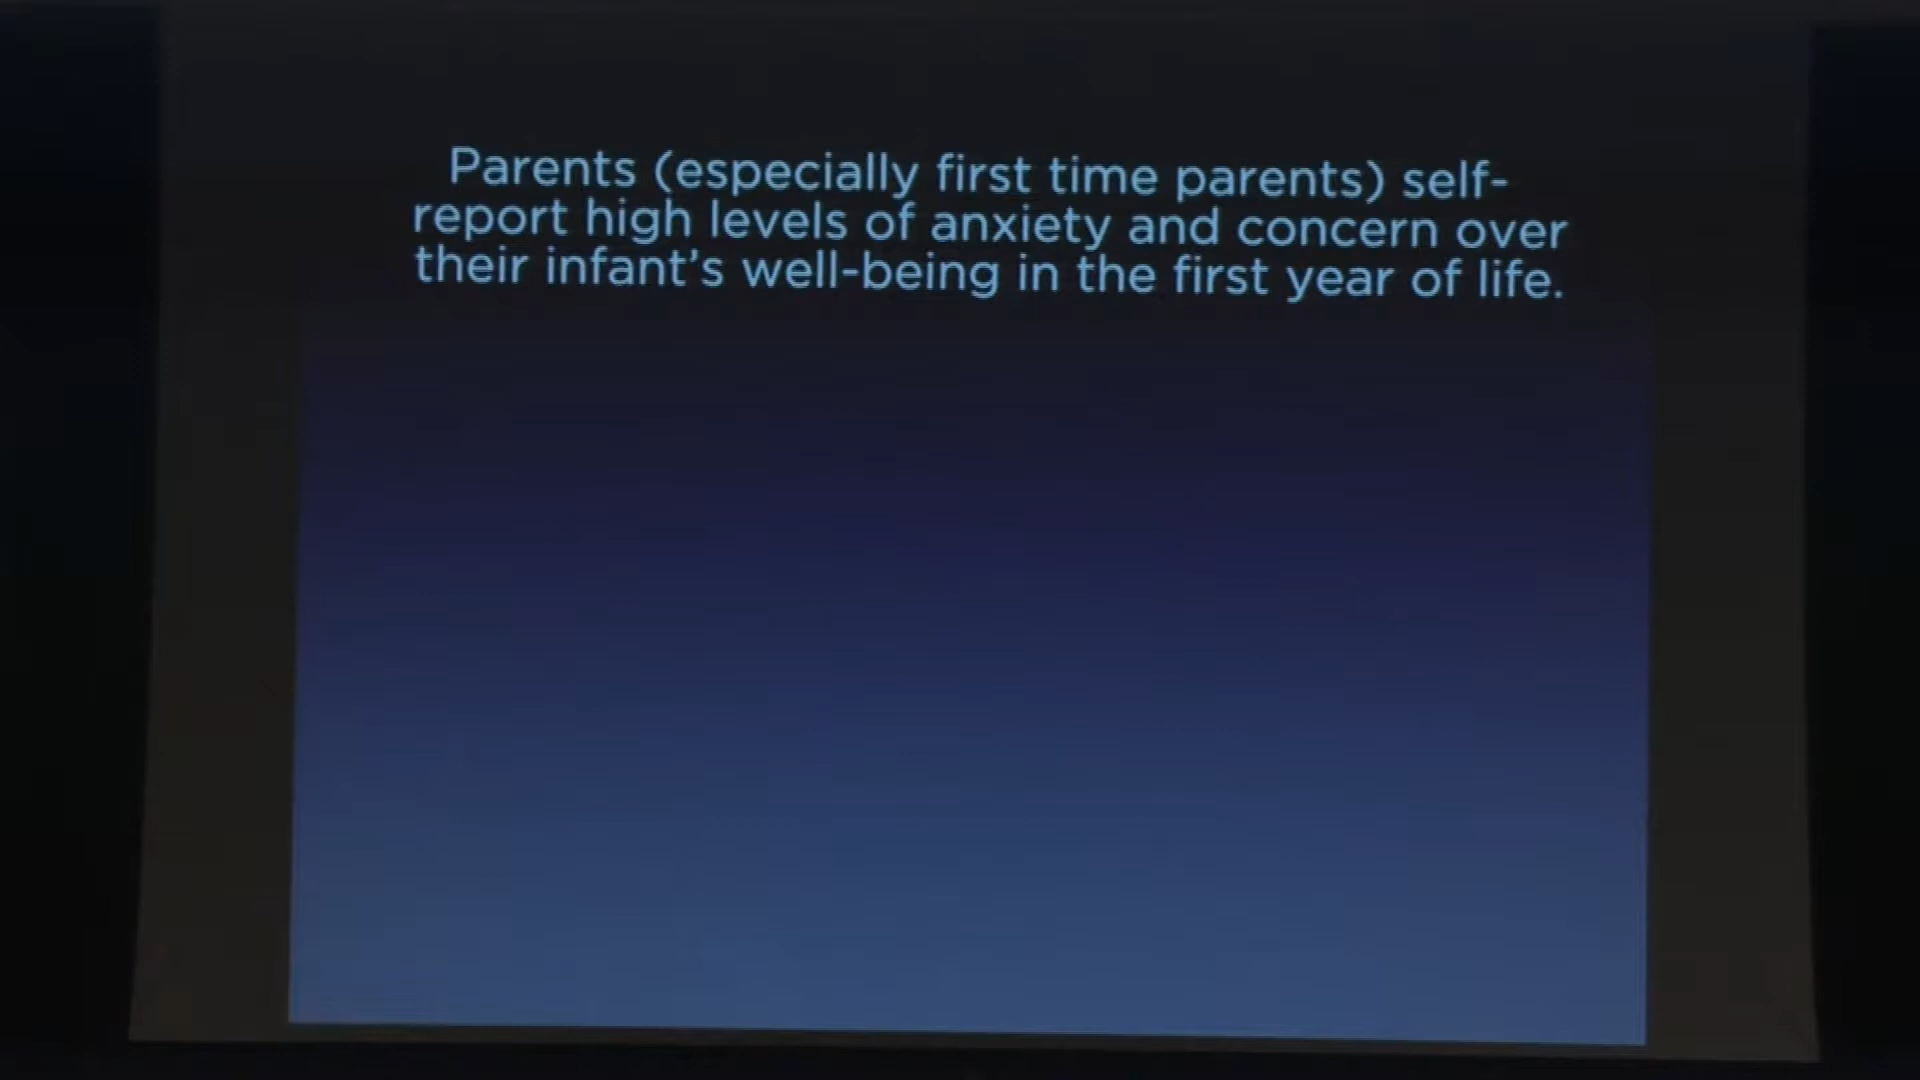 Parents (especially first time parents) self-
report high levels of anxiety and concern over
their infant's well-being in the first year of life.